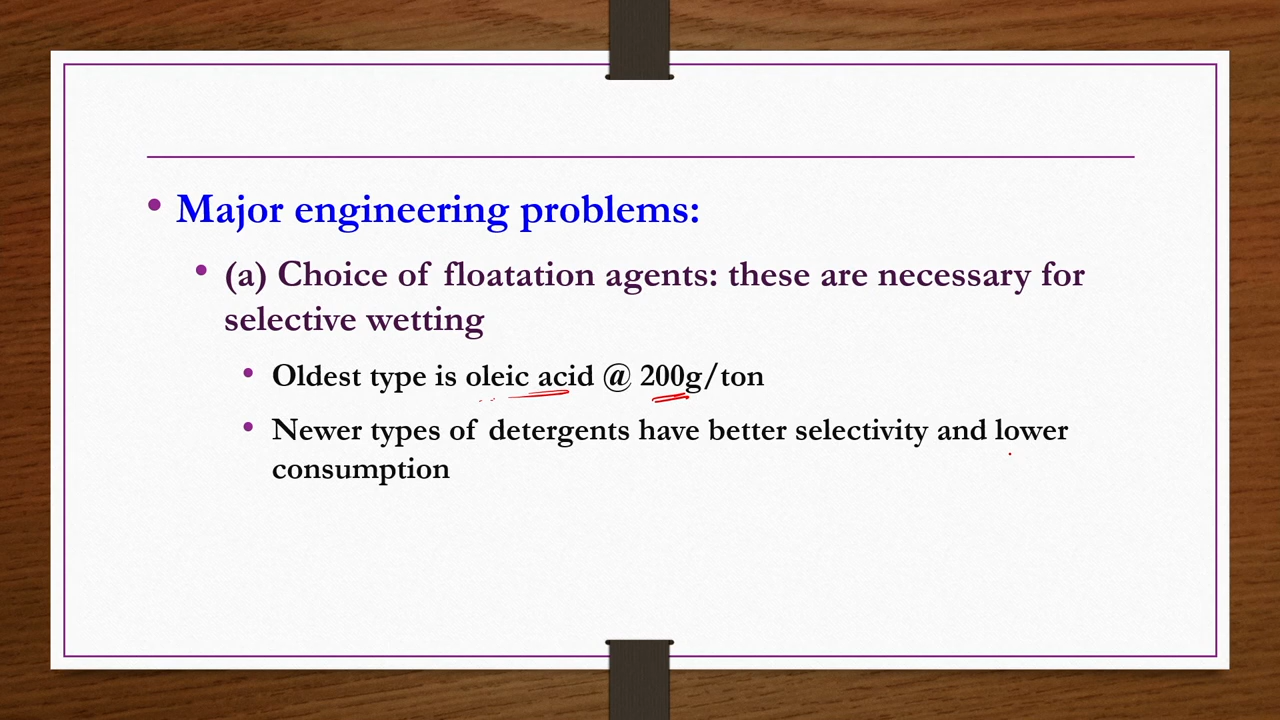 • Major engineering problems:
• (a) Choice of floatation agents: these are necessary for
selective wetting
• Oldest type is oleic acid @ 200g/ton
• Newer types of detergents have better selectivity and lower
consumption